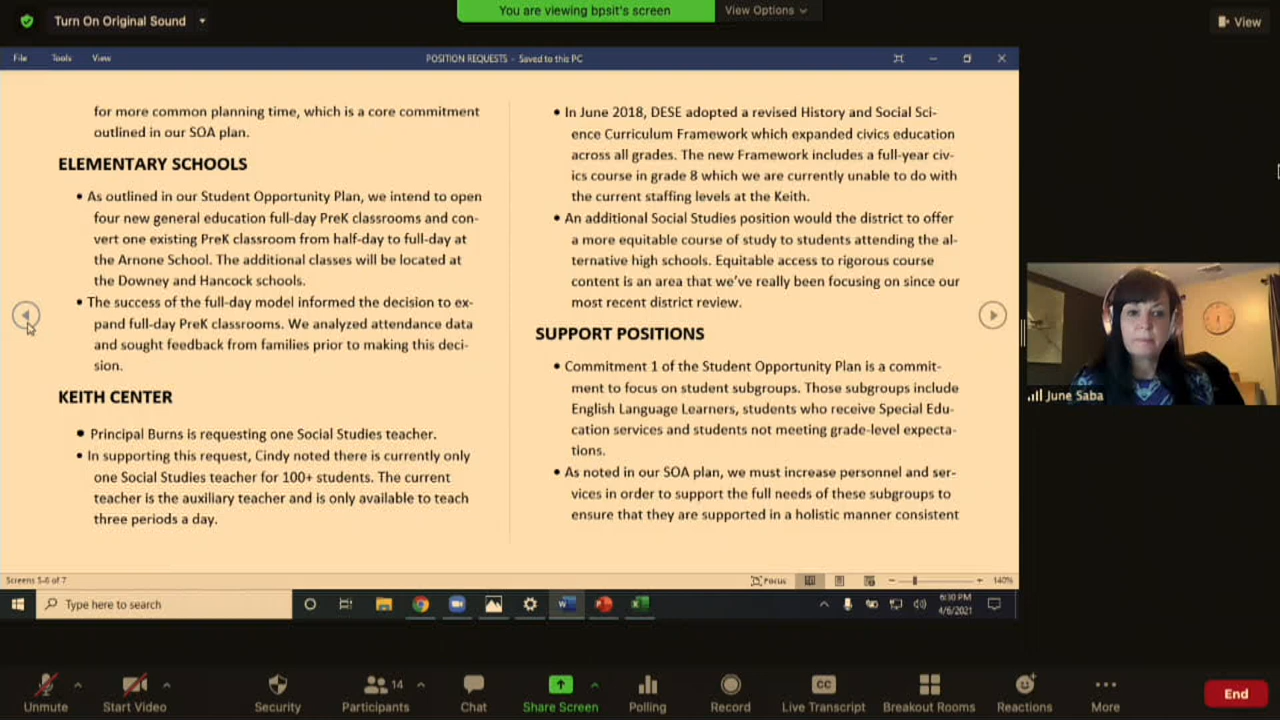 Turn On Original Sound
You are viewing bpsit's screen
View Options
View
File
Tools
View
POSITION REQUESTS - Saved to this PC
for more common planning time, which is a core commitment
outlined in our SOA plan.
ELEMENTARY SCHOOLS
• As outlined in our Student Opportunity Plan, we intend to open
four new general education full-day PreK classrooms and con-
vert one existing PreK classroom from half-day to full-day at
the Arnone School. The additional classes will be located at
the Downey and Hancock schools.
• The success of the full-day model informed the decision to ex-
pand full-day PreK classrooms. We analyzed attendance data
and sought feedback from families prior to making this deci-
sion.
KEITH CENTER
• Principal Burns is requesting one Social Studies teacher.
• In supporting this request, Cindy noted there is currently only
one Social Studies teacher for 100+ students. The current
teacher is the auxiliary teacher and is only available to teach
three periods a day.
• In June 2018, DESE adopted a revised History and Social Sci-
ence Curriculum Framework which expanded civics education
across all grades. The new Framework includes a full-year civ-
ics course in grade 8 which we are currently unable to do with
the current staffing levels at the Keith.
• An additional Social Studies position would the district to offer
a more equitable course of study to students attending the al-
ternative high schools. Equitable access to rigorous course
content is an area that we've really been focusing on since our
most recent district review.
SUPPORT POSITIONS
• Commitment 1 of the Student Opportunity Plan is a commit-
ment to focus on student subgroups. Those subgroups include
English Language Learners, students who receive Special Edu-
cation services and students not meeting grade-level expecta-
tions.
• As noted in our SOA plan, we must increase personnel and ser-
vices in order to support the full needs of these subgroups to
ensure that they are supported in a holistic manner consistent
June Saba
Screens 5-6 of 7
Focus
140%
Type here to search
6:30 PM
4/6/2021
Unmute
Start Video
Security
Participants
14
Chat
Share Screen
Polling
Record
CC
Live Transcript
Breakout Rooms
Reactions
More
End